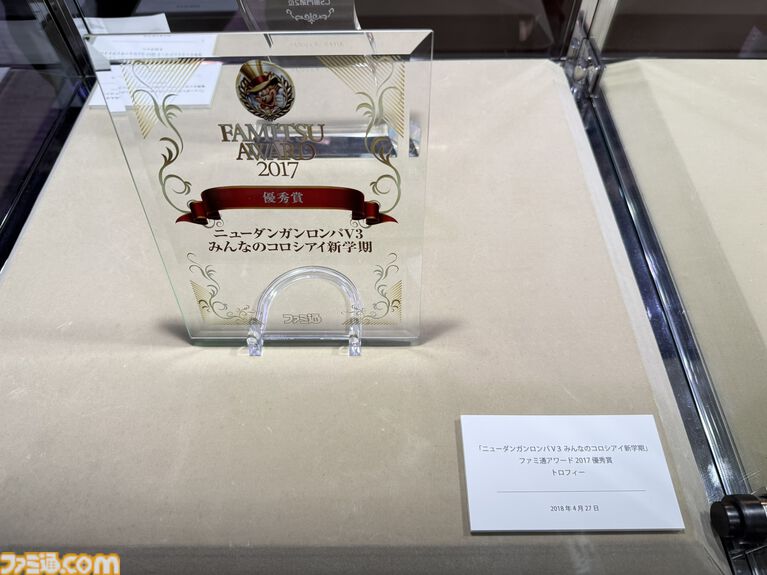 FAMITSU
AWARD
2017
優秀賞
ニューダンガンロンパV3
みんなのコロシアイ新学期
ファミ通
「ニューダンガンロンパV3 みんなのコロシアイ新学期」
ファミ通アワード2017 優秀賞
トロフィー
2018年4月27日
ファミ通.com